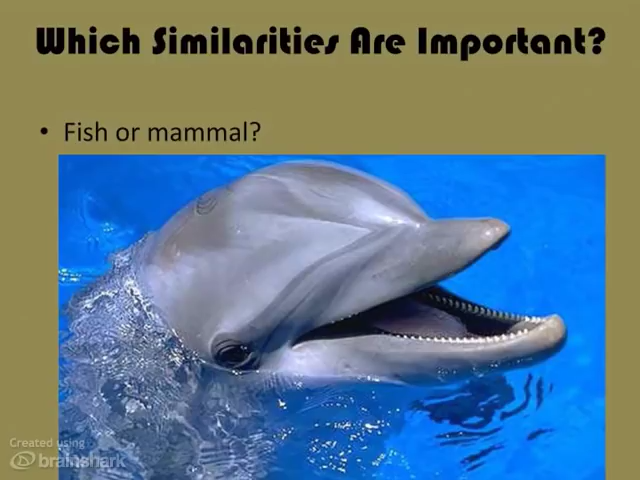 Which Similarities Are Important?
• Fish or mammal?
Created using
brainshark